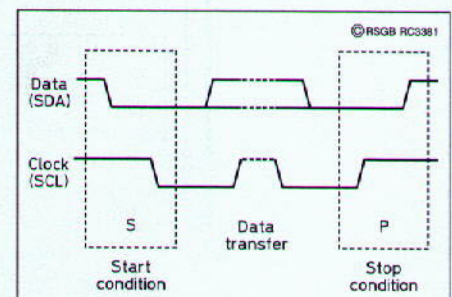 ©RSGB RC3381
Data
(SDA)
Clock
(SCL)
S
Data
transfer
P
Start
condition
Stop
condition